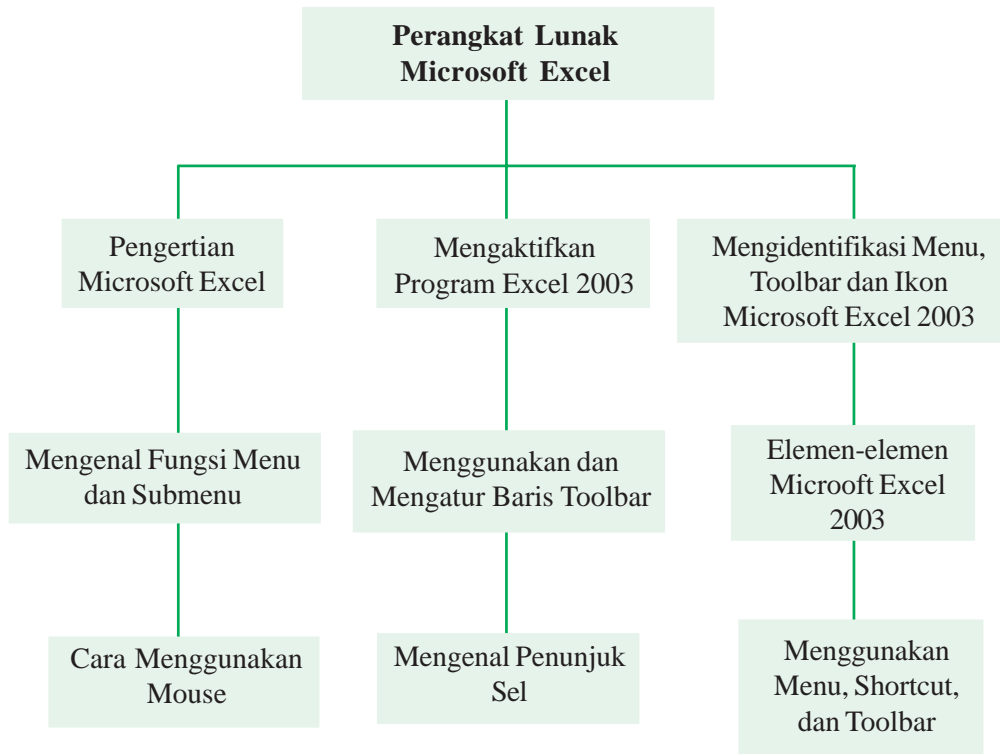 Perangkat Lunak
Microsoft Excel
Pengertian
Microsoft Excel
Mengaktifkan
Program Excel 2003
Mengidentifikasi Menu,
Toolbar dan Ikon
Microsoft Excel 2003
Mengenal Fungsi Menu
dan Submenu
Menggunakan dan
Mengatur Baris Toolbar
Elemen-elemen
Microoft Excel
2003
Cara Menggunakan
Mouse
Mengenal Penunjuk
Sel
Menggunakan
Menu, Shortcut,
dan Toolbar